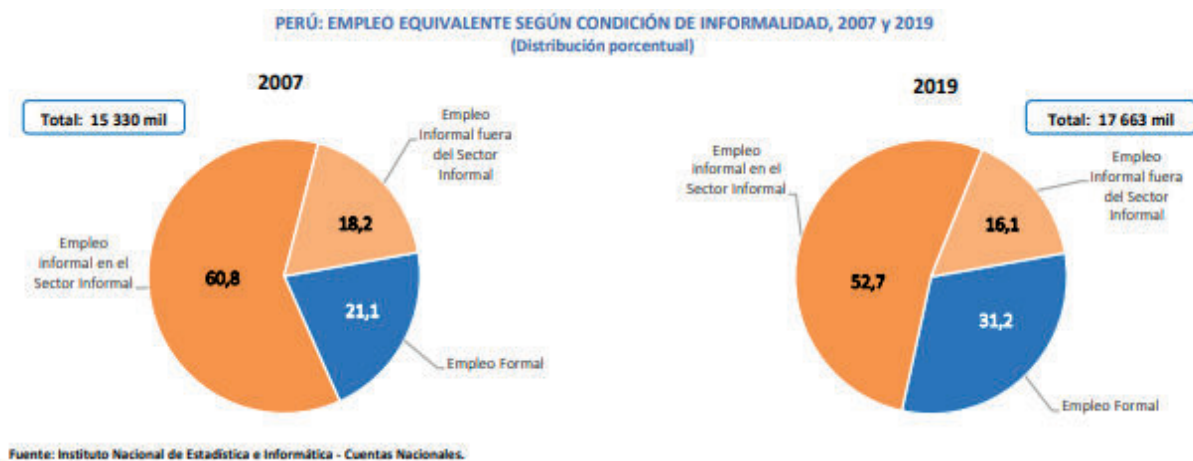 PERÚ: EMPLEO EQUIVALENTE SEGÚN CONDICIÓN DE INFORMALIDAD, 2007 y 2019
(Distribución porcentual)
2007
Total: 15 330 mil
Empleo
Informal fuera
del Sector
Informal
18,2
Empleo
informal en el
Sector Informal
60,8
21,1
Empleo Formal
2019
Total: 17 663 mil
Empleo
informal en el
Sector Informal
Empleo
Informal fuera
del Sector
Informal
16,1
52,7
31,2
Empleo Formal
Fuente: Instituto Nacional de Estadística e Informática - Cuentas Nacionales.